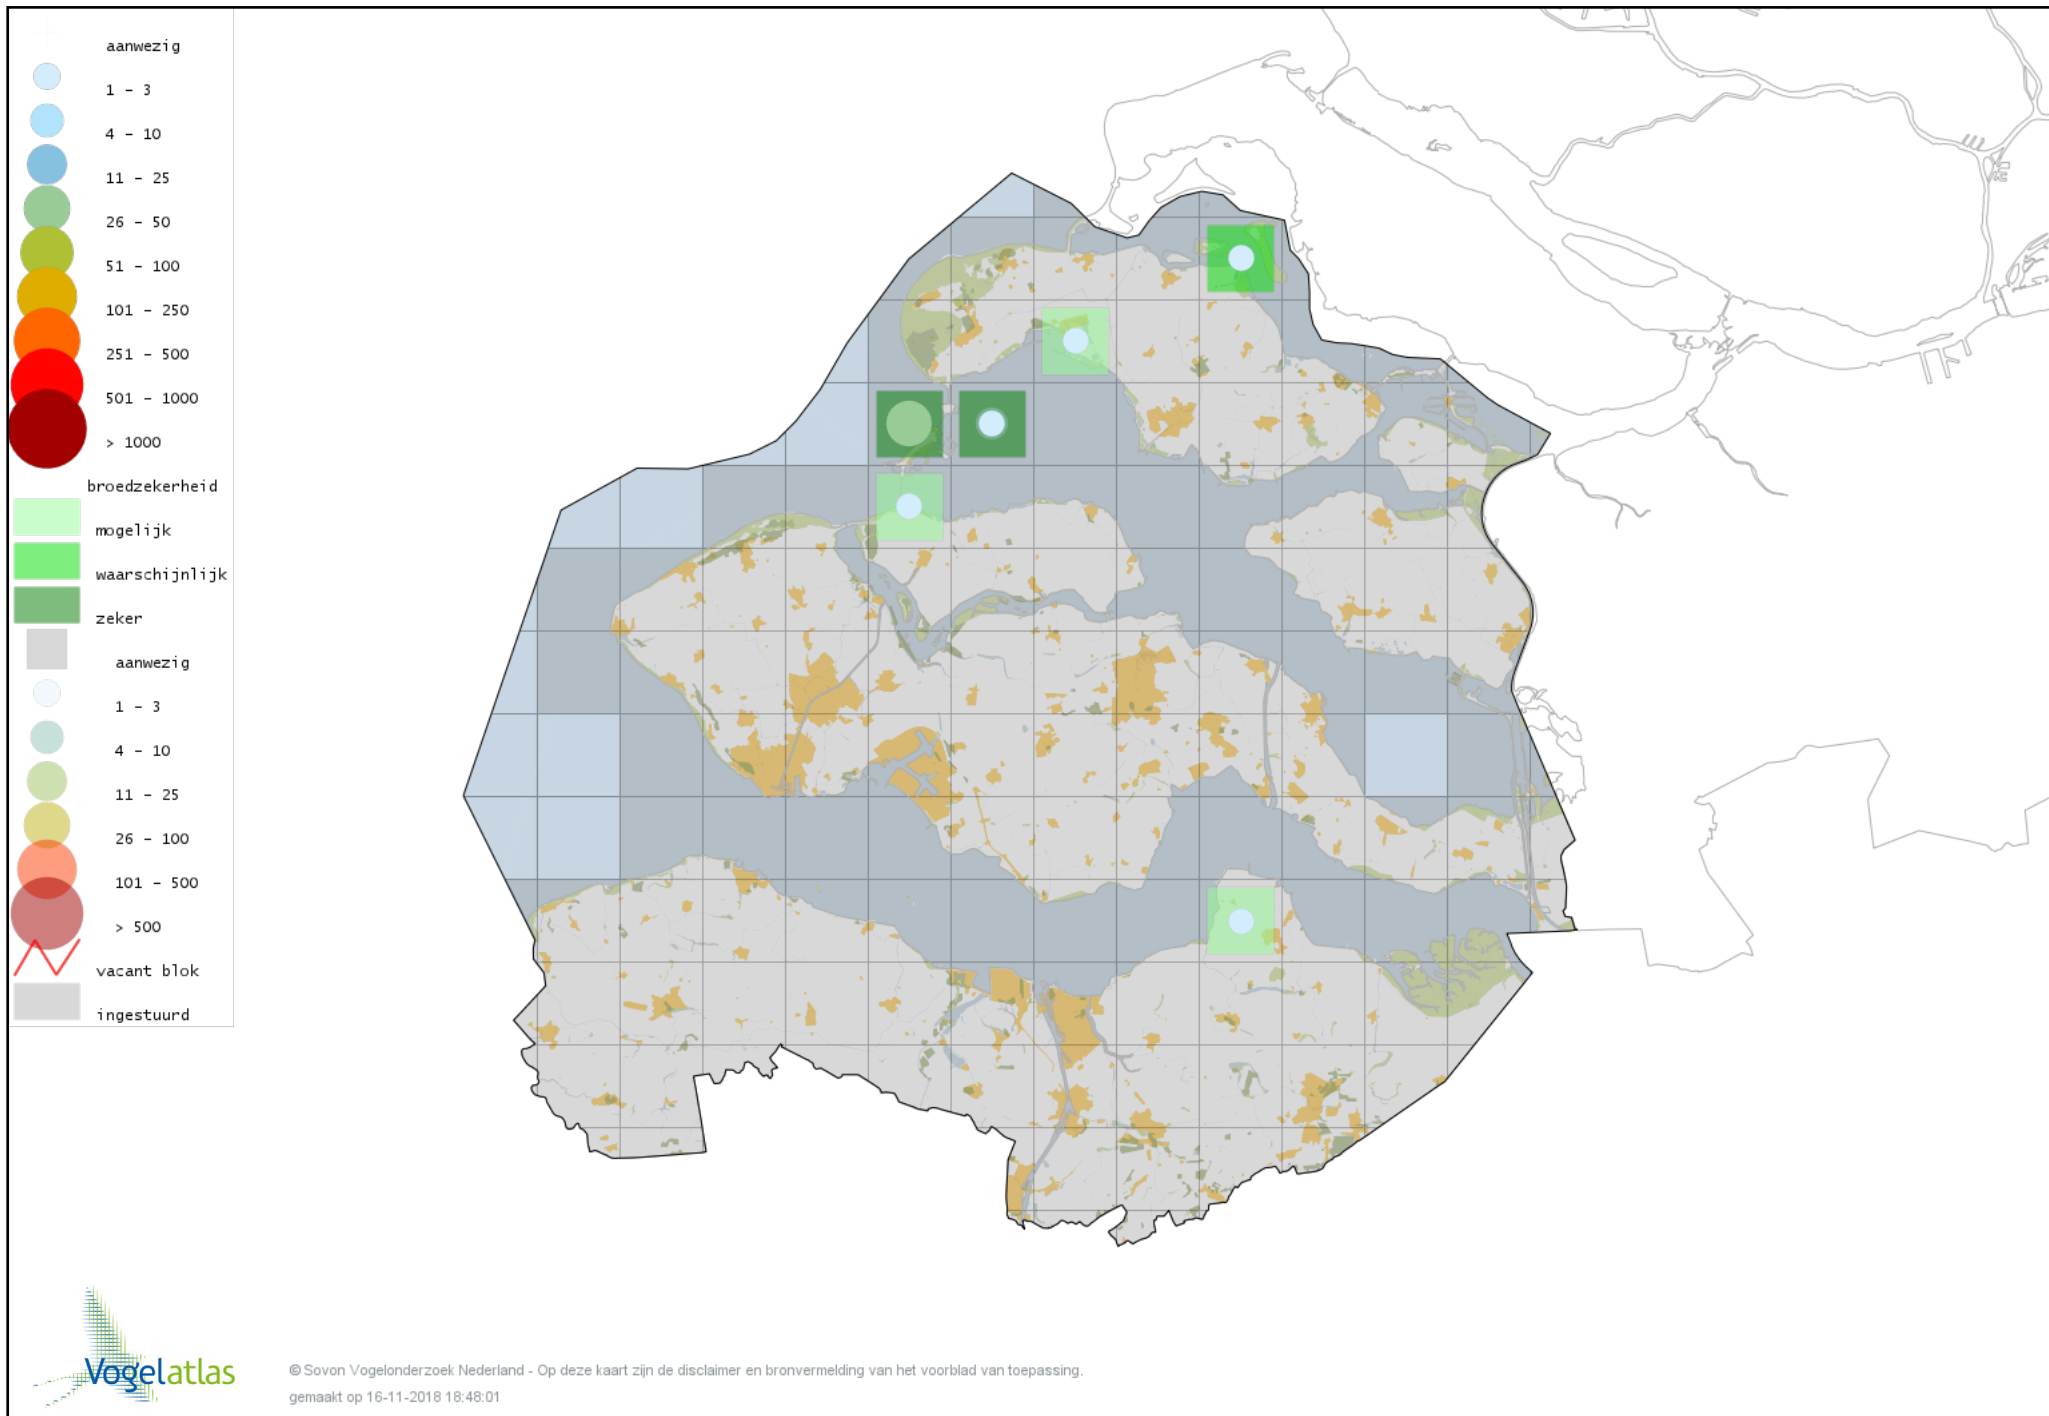 aanwezig
1 - 3
4 - 10
11 - 25
26 - 50
51 - 100
101 - 250
251 - 500
501 - 1000
> 1000
broedzekerheid
mogelijk
waarschijnlijk
zeker
aanwezig
1 - 3
4 - 10
11 - 25
26 - 100
101 - 500
> 500
vacant blok
ingestuurd
Vogelatlas
© Sovon Vogelonderzoek Nederland - Op deze kaart zijn de disclaimer en bronvermelding van het voorblad van toepassing.
gemaakt op 16-11-2018 18:48:01